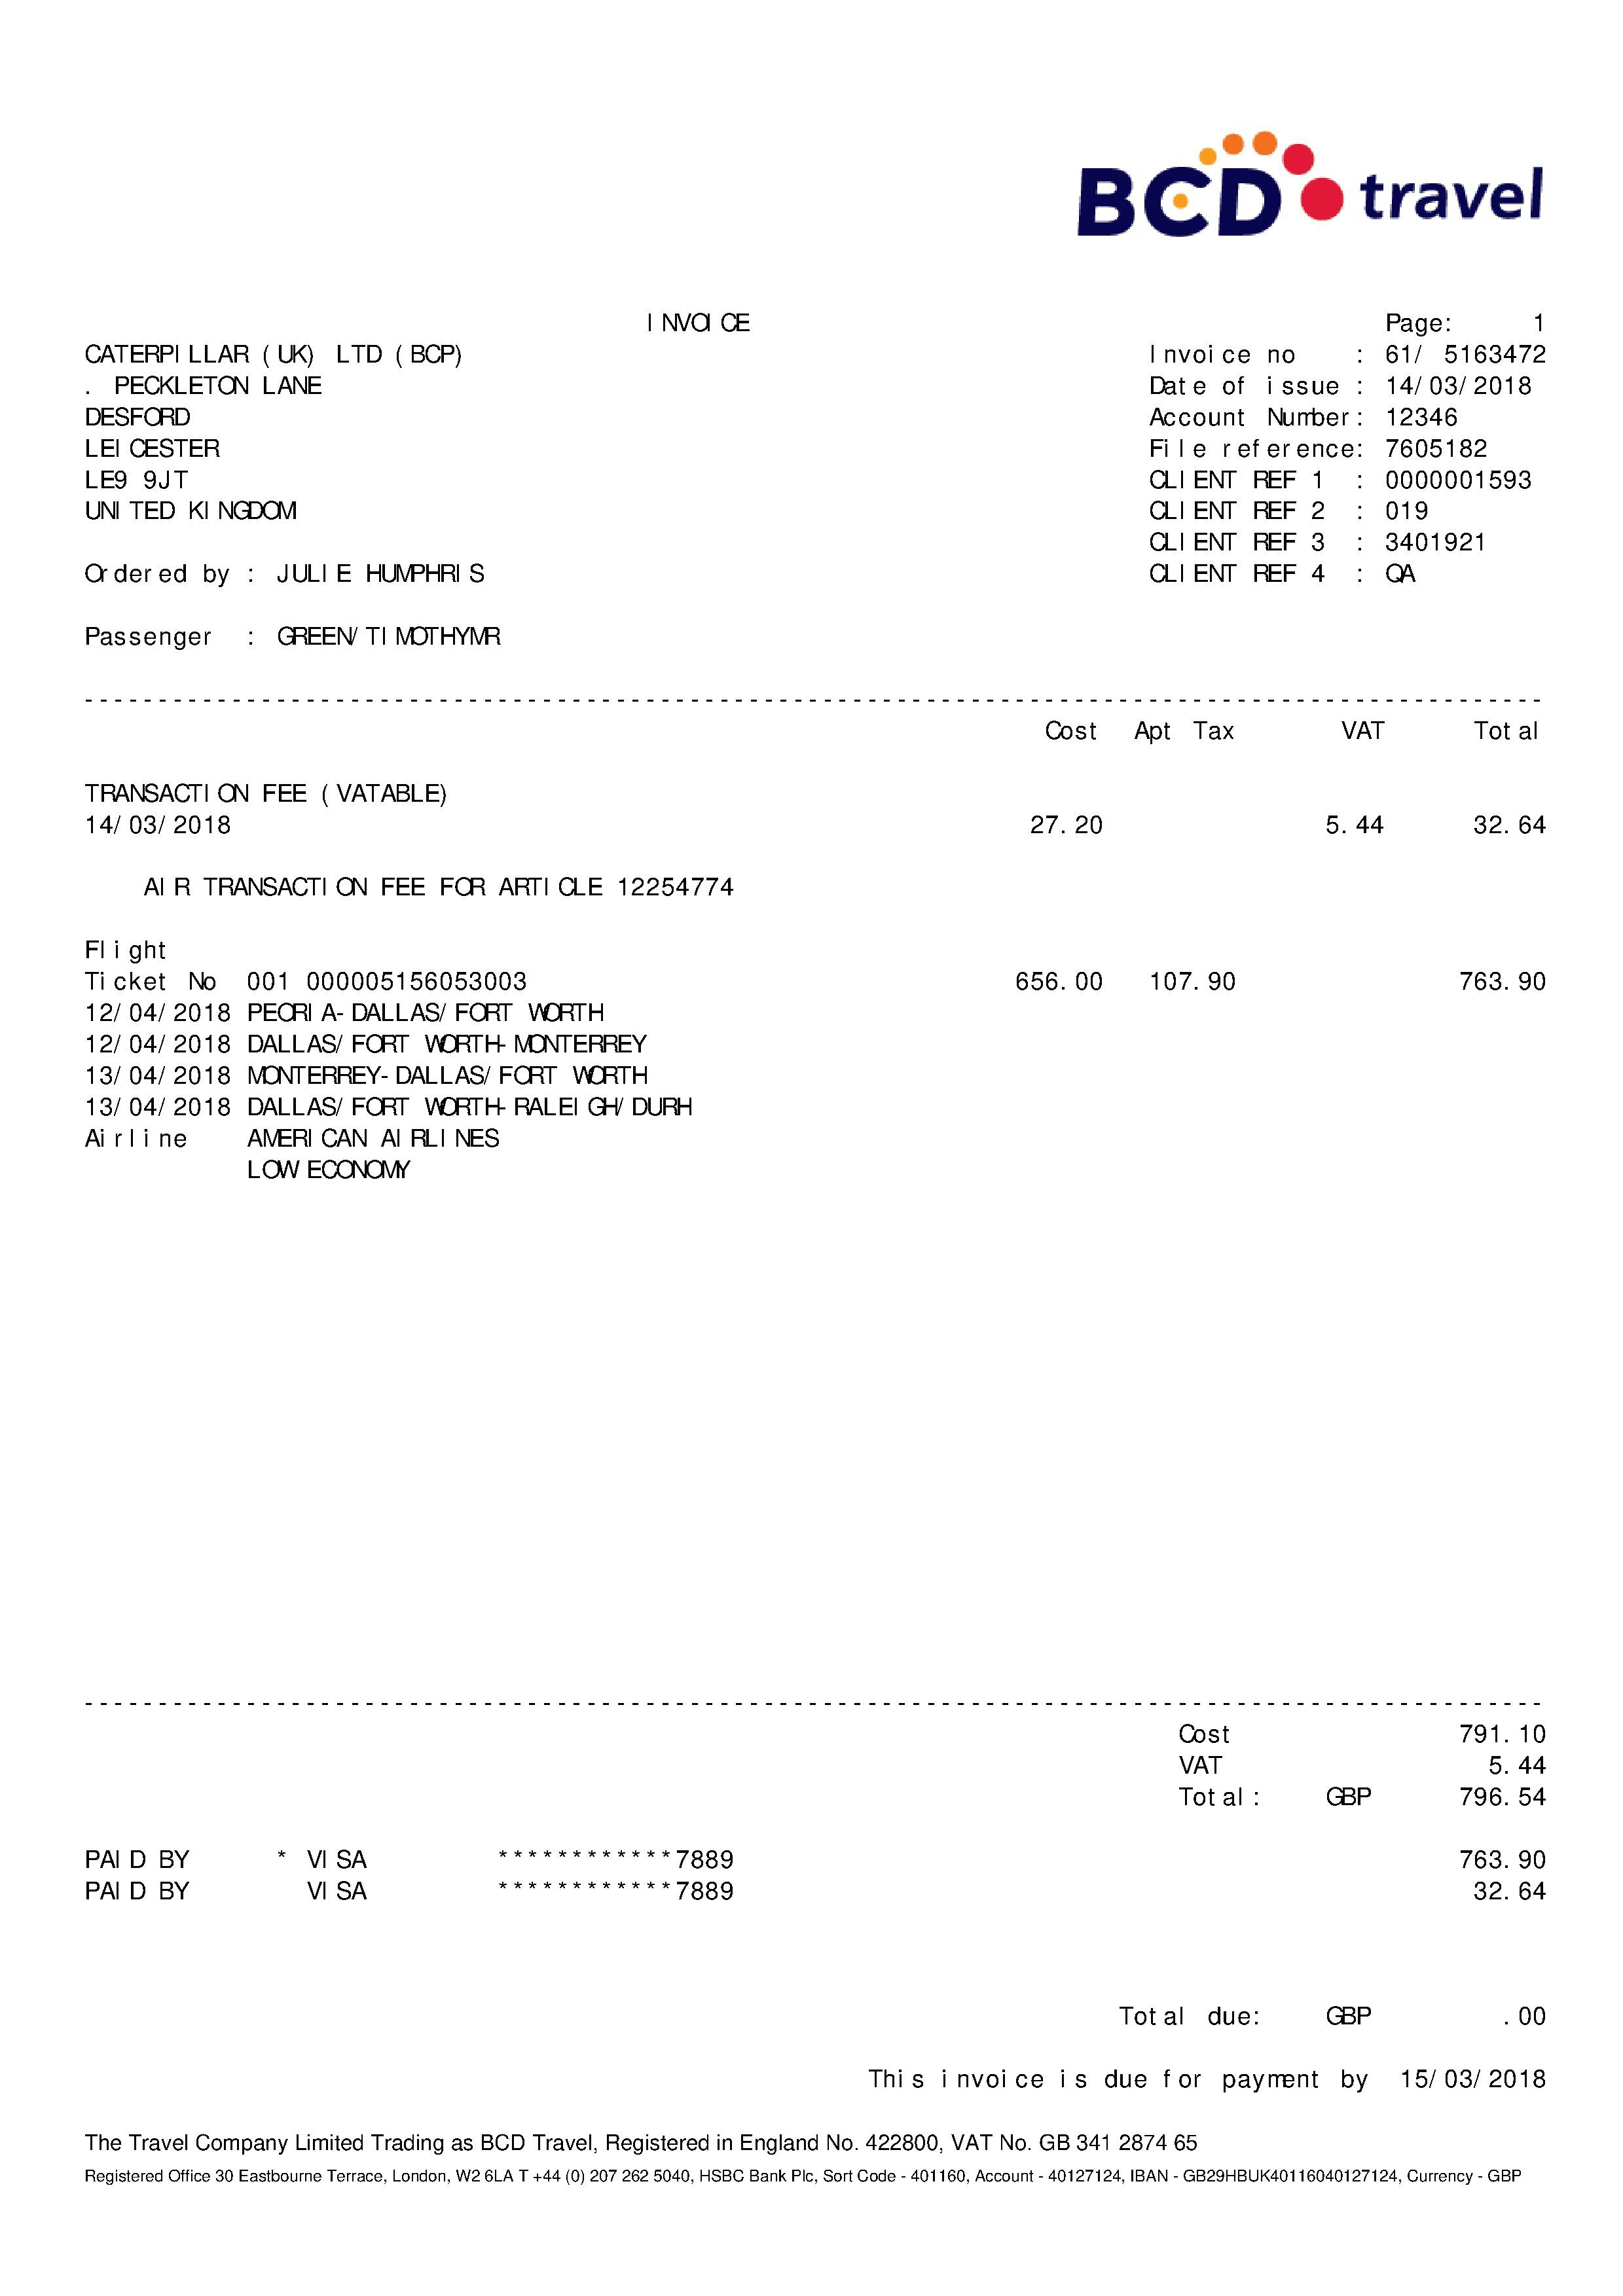 BCD travel
INVOICE Page: 1
CATERPILLAR (UK) LTD (BCP) Invoice no : 61/ 5163472
. PECKLETON LANE Date of issue : 14/03/2018
DESFORD Account Number: 12346
LEICESTER File reference: 7605182
LE9 9JT CLIENT REF 1 : 0000001593
UNITED KINGDOM CLIENT REF 2 : 019
CLIENT REF 3 : 3401921
Ordered by : JULIE HUMPHRIS CLIENT REF 4 : QA
Passenger : GREEN/TIMOTHYMR
----------------------------------------------------------------------------------------------------
Cost Apt Tax VAT Total
TRANSACTION FEE (VATABLE)
14/03/2018 27.20 5.44 32.64
AIR TRANSACTION FEE FOR ARTICLE 12254774
Flight
Ticket No 001 000005156053003 656.00 107.90 763.90
12/04/2018 PEORIA-DALLAS/FORT WORTH
12/04/2018 DALLAS/FORT WORTH-MONTERREY
13/04/2018 MONTERREY-DALLAS/FORT WORTH
13/04/2018 DALLAS/FORT WORTH-RALEIGH/DURH
Airline AMERICAN AIRLINES
LOW ECONOMY
----------------------------------------------------------------------------------------------------
Cost 791.10
VAT 5.44
Total: GBP 796.54
PAID BY * VISA ************7889 763.90
PAID BY VISA ************7889 32.64
Total due: GBP .00
This invoice is due for payment by 15/03/2018
The Travel Company Limited Trading as BCD Travel, Registered in England No. 422800, VAT No. GB 341 2874 65
Registered Office 30 Eastbourne Terrace, London, W2 6LA T +44 (0) 207 262 5040, HSBC Bank Plc, Sort Code - 401160, Account - 40127124, IBAN - GB29HBUK40116040127124, Currency - GBP